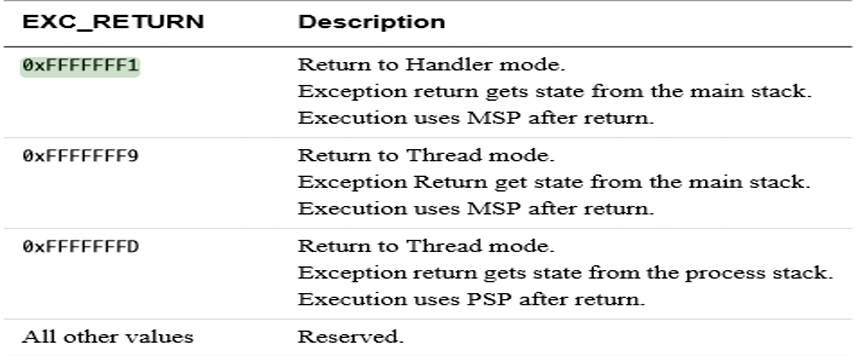 EXC_RETURN Description
0xFFFFFFF1 Return to Handler mode.
Exception return gets state from the main stack.
Execution uses MSP after return.
0xFFFFFFF9 Return to Thread mode.
Exception Return get state from the main stack.
Execution uses MSP after return.
0xFFFFFFFD Return to Thread mode.
Exception return gets state from the process stack.
Execution uses PSP after return.
All other values Reserved.